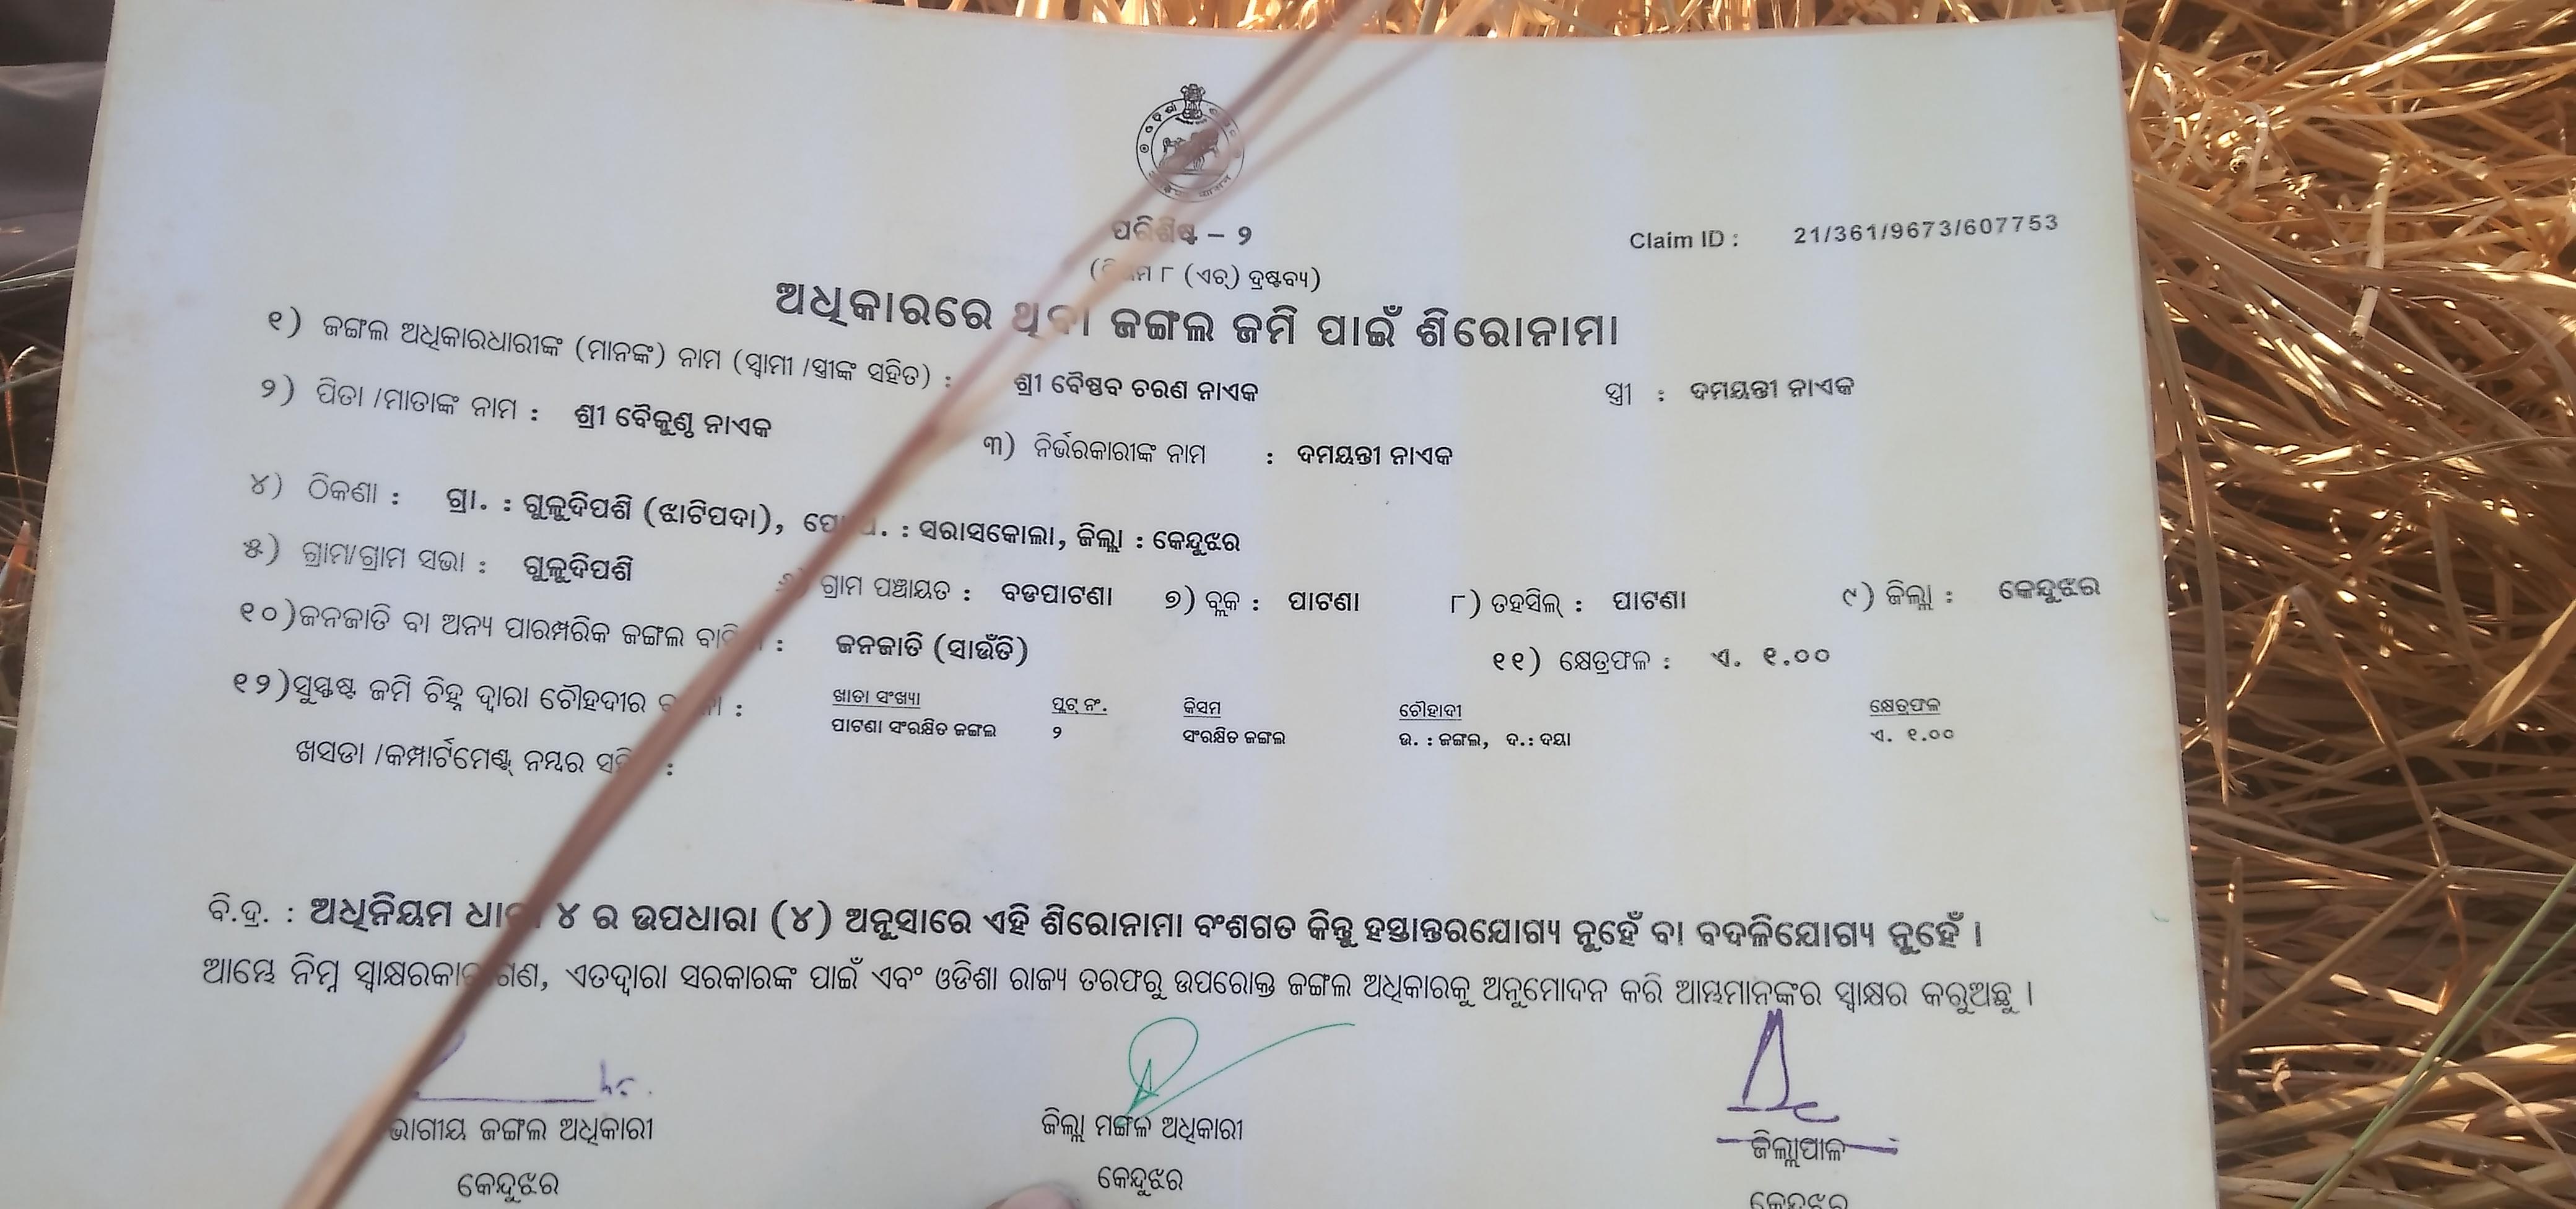 ପରିଶିଷ୍ଟ – ୨
Claim ID : 21/361/9673/607753
୮ (ଏଚ୍) ଦ୍ରଷ୍ଟବ୍ୟ)
ଅଧିକାରରେ ଥିବା ଜଙ୍ଗଲ ଜମି ପାଇଁ ଶିରୋନାମା
୧) ଜଙ୍ଗଲ ଅଧିକାରଧାରୀଙ୍କ (ମାନଙ୍କ) ନାମ (ସ୍ୱାମୀ /ସ୍ତ୍ରୀଙ୍କ ସହିତ) : ଶ୍ରୀ ବୈଷ୍ଣବ ଚରଣ ନାଏକ ସ୍ତ୍ରୀ : ଦମୟନ୍ତୀ ନାଏକ
୨) ପିତା /ମାତାଙ୍କ ନାମ : ଶ୍ରୀ ବୈକୁଣ୍ଠ ନାଏକ ୩) ନିର୍ଭରକାରୀଙ୍କ ନାମ : ଦମୟନ୍ତୀ ନାଏକ
୪) ଠିକଣା : ଗ୍ରା. : ଗୁଳୁଦିପଶି (ଝାଟିପଦା), : ସରାସକୋଲା, ଜିଲ୍ଲା : କେନ୍ଦୁଝର
୫) ଗ୍ରାମ/ଗ୍ରାମ ସଭା : ଗୁଳୁଦିପଶି ଗ୍ରାମ ପଞ୍ଚାୟତ : ବଡପାଟଣା ୭) ବ୍ଲକ : ପାଟଣା ୮) ତହସିଲ୍ : ପାଟଣା ୯) ଜିଲ୍ଲା : କେନ୍ଦୁଝର
୧୦)ଜନଜାତି ବା ଅନ୍ୟ ପାରମ୍ପରିକ ଜଙ୍ଗଲ : ଜନଜାତି (ସାଉଁତି) ୧୧) କ୍ଷେତ୍ରଫଳ : ଏ. ୧.୦୦
୧୨)ସୁସ୍ପଷ୍ଟ ଜମି ଚିହ୍ନ ଦ୍ୱାରା ଚୌହଦୀର : ଖାତା ସଂଖ୍ୟା ପ୍ଲଟ୍ ନଂ. କିସମ ଚୌହାଦୀ କ୍ଷେତ୍ରଫଳ
ପାଟଣା ସଂରକ୍ଷିତ ଜଙ୍ଗଲ ୨ ସଂରକ୍ଷିତ ଜଙ୍ଗଲ ଉ. : ଜଙ୍ଗଲ, ଦ.: ଦୟା ଏ. ୧.୦୦
ଖସଡା /କମ୍ପାର୍ଟମେଣ୍ଟ୍ ନମ୍ବର :
ବି.ଦ୍ର. : ଅଧିନିୟମ ୪ ର ଉପଧାରା (୪) ଅନୁସାରେ ଏହି ଶିରୋନାମା ବଂଶଗତ କିନ୍ତୁ ହସ୍ତାନ୍ତରଯୋଗ୍ୟ ନୁହେଁ ବା ବଦଳିଯୋଗ୍ୟ ନୁହେଁ ।
ଆମ୍ଭେ ନିମ୍ନ ଏତଦ୍ୱାରା ସରକାରଙ୍କ ପାଇଁ ଏବଂ ଓଡିଶା ରାଜ୍ୟ ତରଫରୁ ଉପରୋକ୍ତ ଜଙ୍ଗଲ ଅଧିକାରକୁ ଅନୁମୋଦନ କରି ଆମ୍ଭମାନଙ୍କର ସ୍ୱାକ୍ଷର କରୁଅଛୁ ।
ଜଙ୍ଗଲ ଅଧିକାରୀ ଜିଲ୍ଲା ମଙ୍ଗଳ ଅଧିକାରୀ ଜିଲ୍ଲାପାଳ
କେନ୍ଦୁଝର କେନ୍ଦୁଝର କେନ୍ଦୁଝର